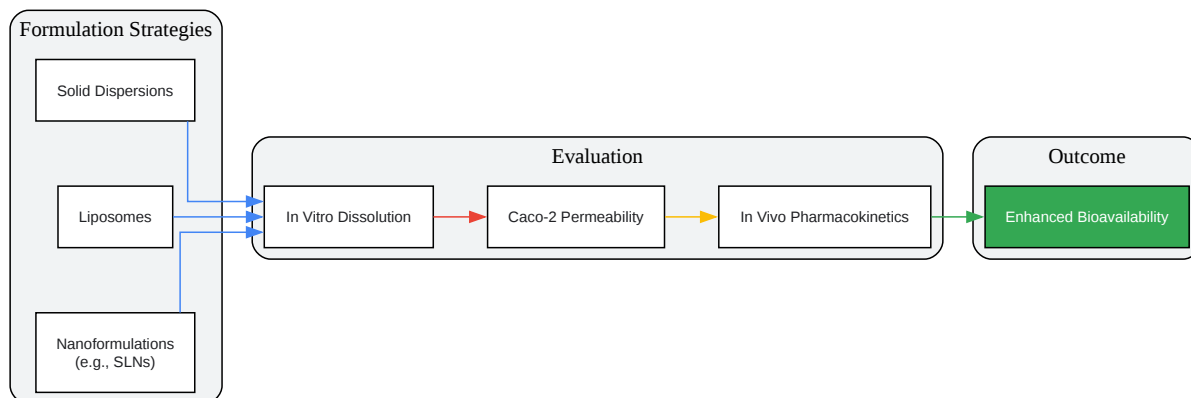 Formulation Strategies
Solid Dispersions
Liposomes
Nanoformulations
(e.g., SLNs)
Evaluation
In Vitro Dissolution
Caco-2 Permeability
In Vivo Pharmacokinetics
Outcome
Enhanced Bioavailability